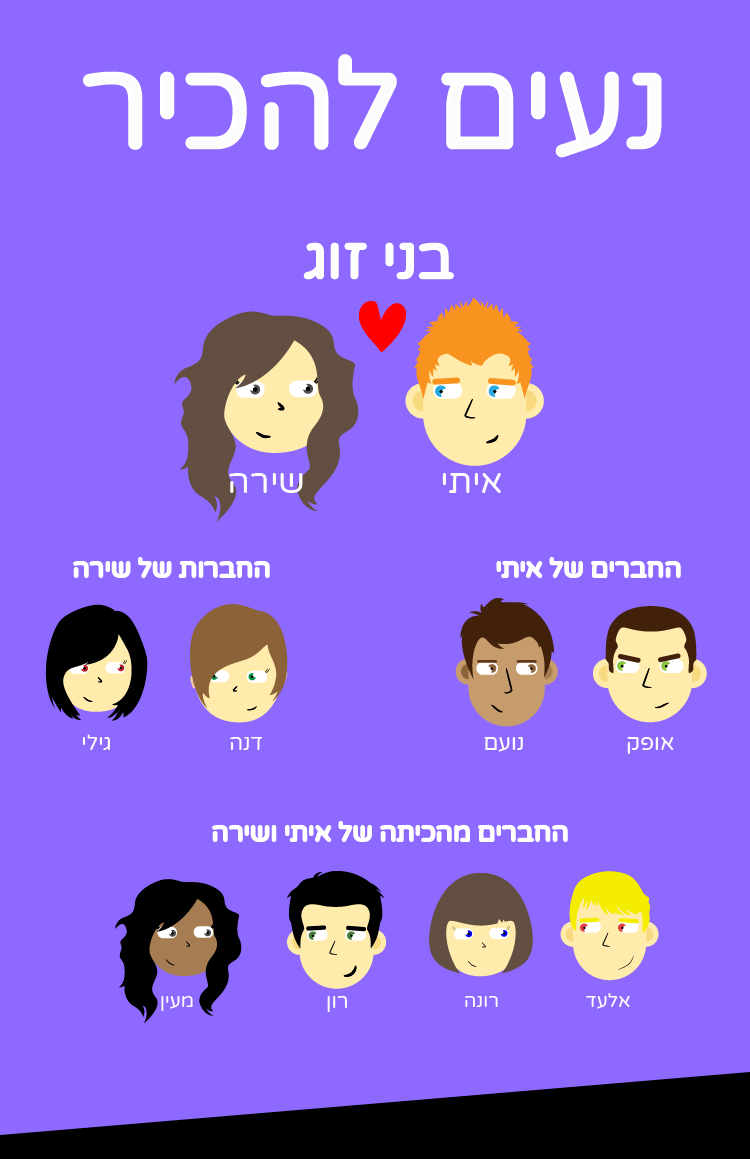 נעים להכיר
בני זוג
איתי
שירה
החברים של איתי
החברות של שירה
אופק
נועם
דנה
גילי
החברים מהכיתה של איתי ושירה
אלעד
רונה
רון
מעין